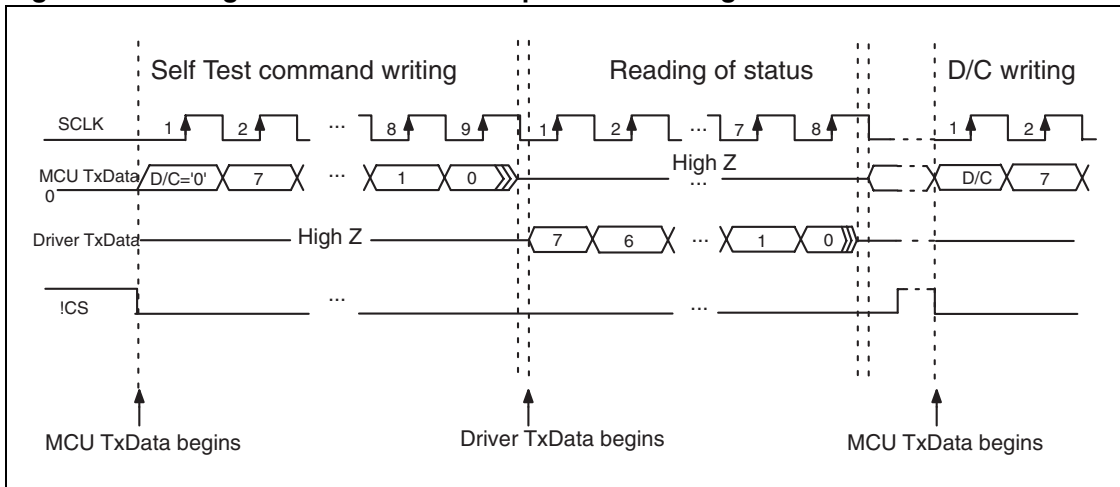 Self Test command writing Reading of status D/C writing
SCLK 1 2 ... 8 9 1 2 ... 7 8 1 2
High Z
MCU TxData D/C='0' 7 ... 1 0 ... D/C 7
0
Driver TxData High Z 7 6 ... 1 0
!CS ... ...
MCU TxData begins Driver TxData begins MCU TxData begins